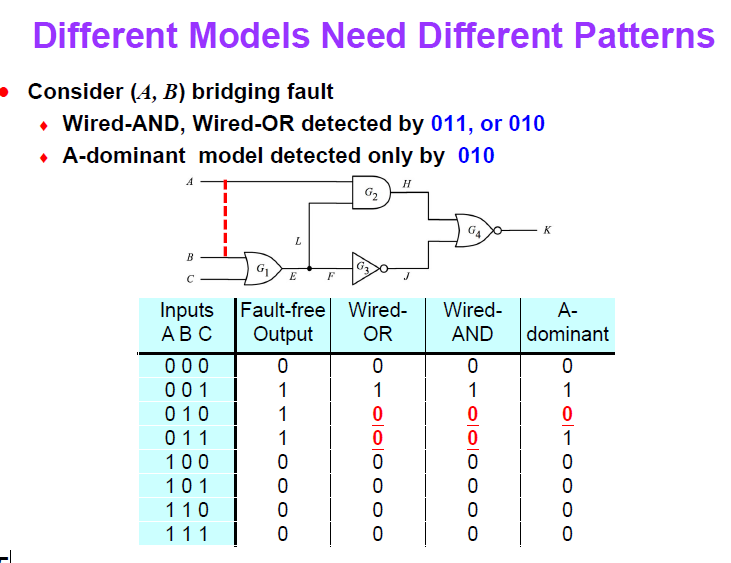 Different Models Need Different Patterns
Consider (A, B) bridging fault
Wired-AND, Wired-OR detected by 011, or 010
A-dominant model detected only by 010
A
G2
H
L
G4
K
B
G1
G3
C
E
F
J
Inputs Fault-free Wired- Wired- A-
A B C Output OR AND dominant
0 0 0 0 0 0 0
0 0 1 1 1 1 1
0 1 0 1 0 0 0
0 1 1 1 0 0 1
1 0 0 0 0 0 0
1 0 1 0 0 0 0
1 1 0 0 0 0 0
1 1 1 0 0 0 0